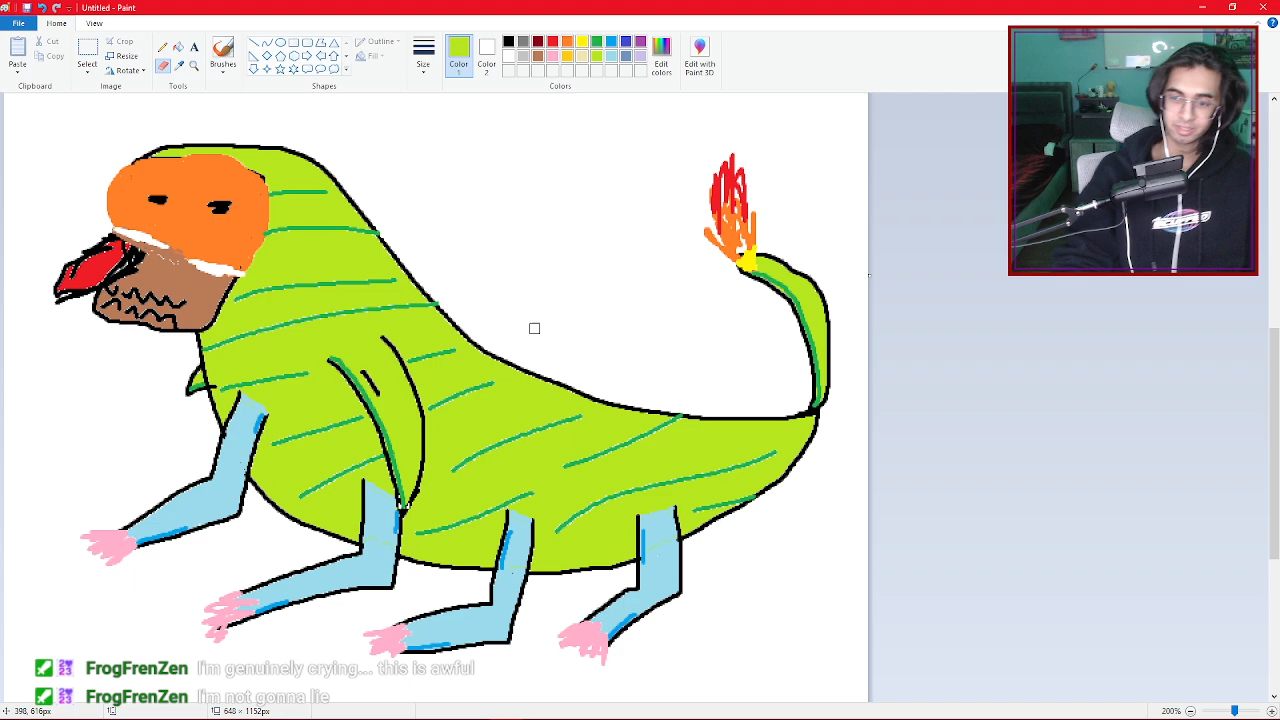 Untitled - Paint
File Home View
Paste
Cut
Copy
Clipboard
Select
Crop
Resize
Rotate
Image
Tools
Brushes
Shapes
Outline
Fill
Size
Color
1
Color
2
Edit
colors
Colors
Edit with
Paint 3D
FrogFrenZen I'm genuinely crying... this is awful
FrogFrenZen I'm not gonna lie
398, 616px
648 × 1152px
200%